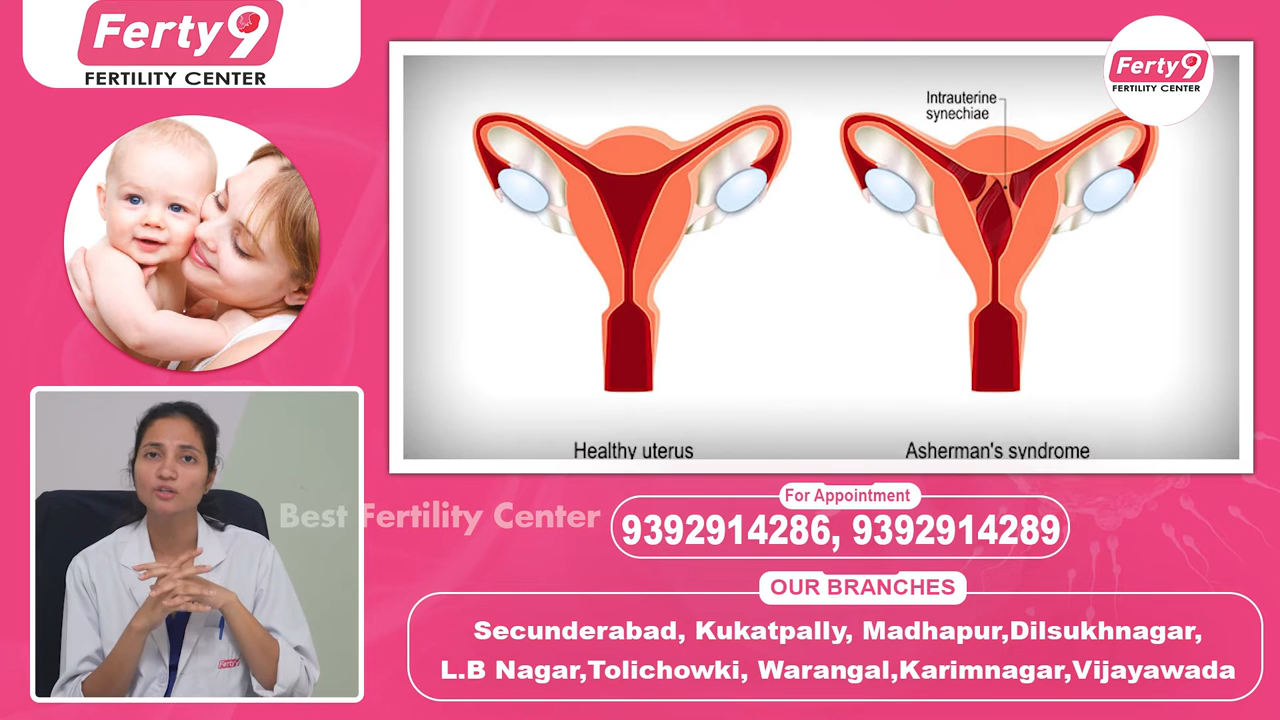 Ferty9
FERTILITY CENTER
Ferty9
FERTILITY CENTER
Intrauterine
synechiae
Healthy uterus
Asherman's syndrome
Best Fertility Center
For Appointment
9392914286, 9392914289
OUR BRANCHES
Secunderabad, Kukatpally, Madhapur,Dilsukhnagar,
L.B Nagar,Tolichowki, Warangal,Karimnagar,Vijayawada
Ferty9